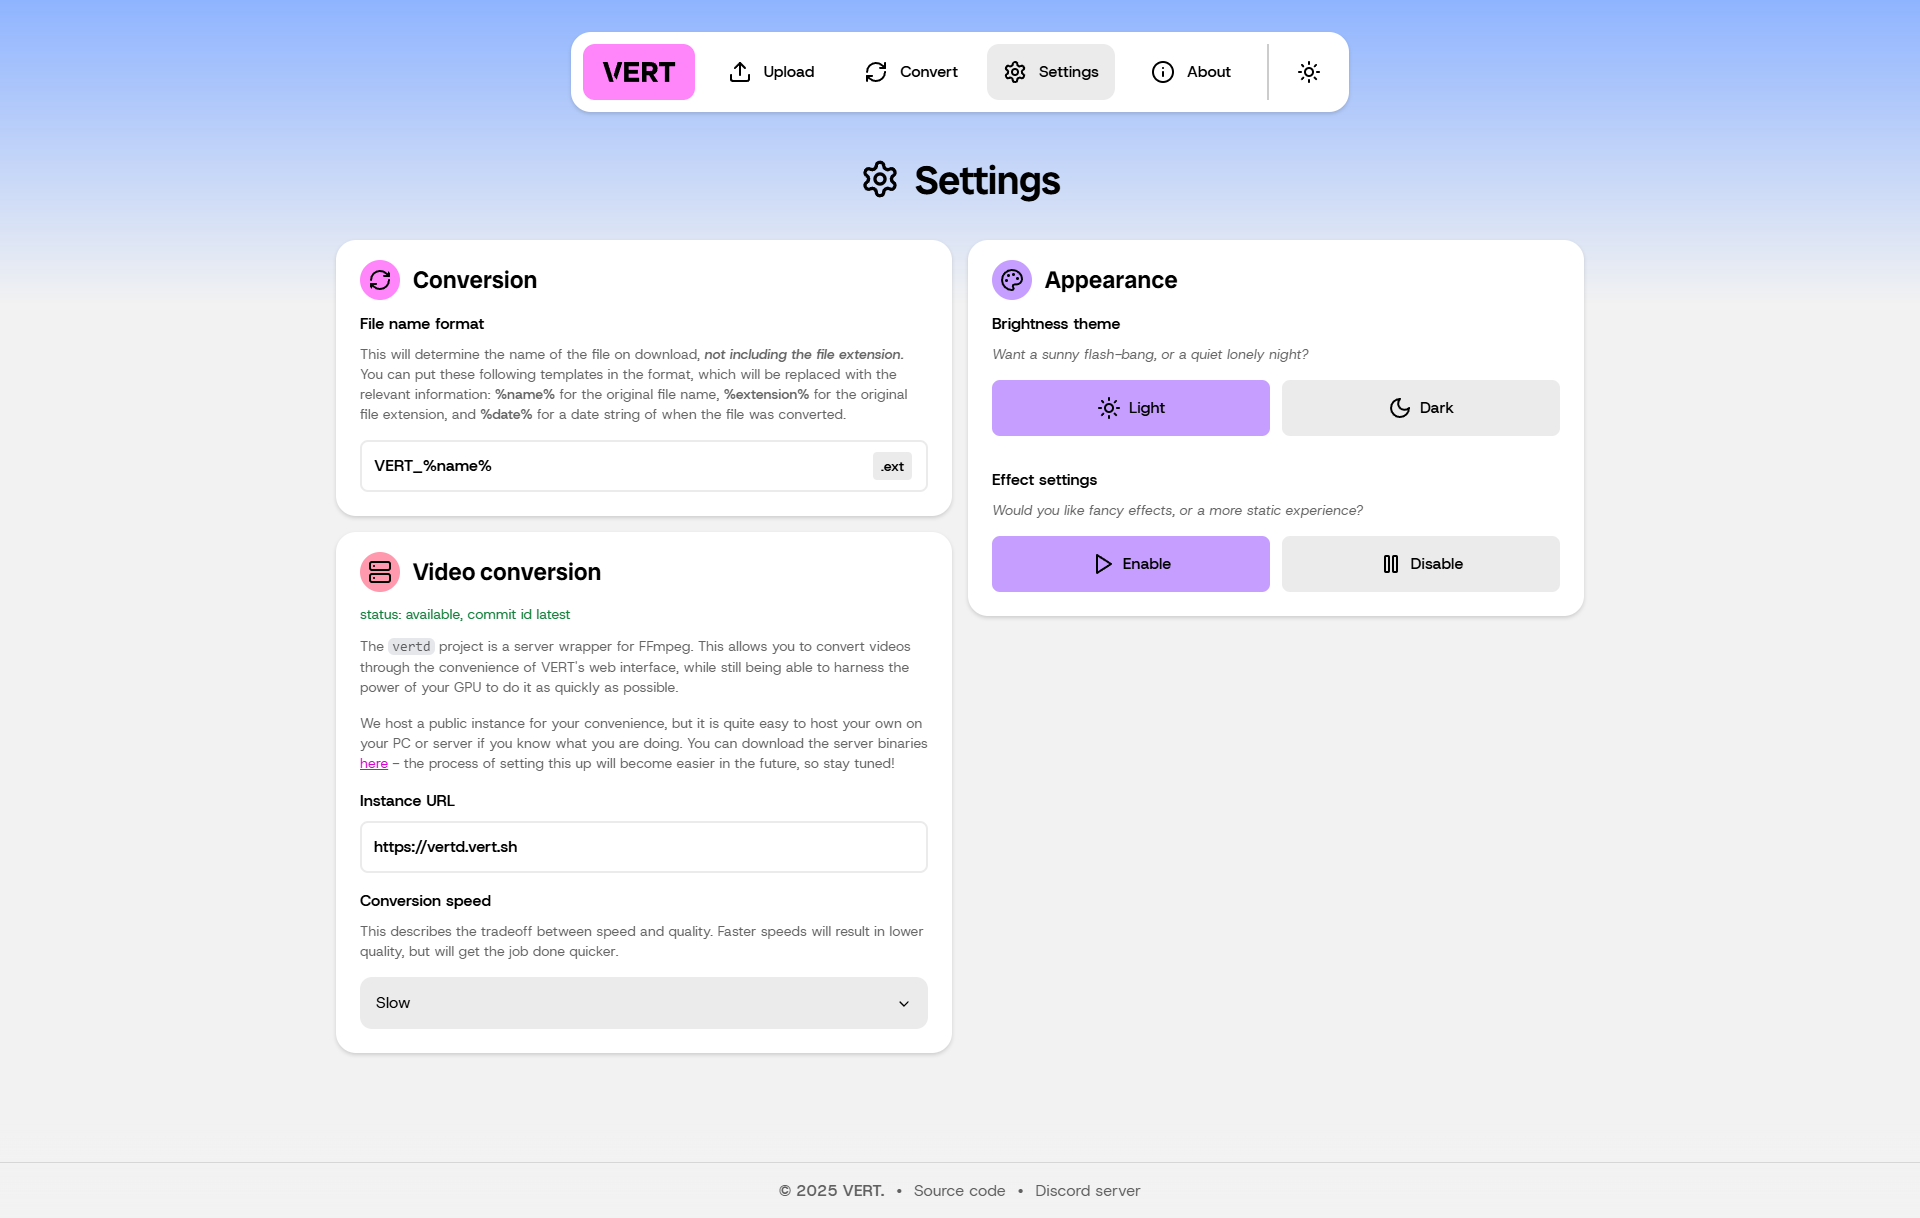 VERT
Upload
Convert
Settings
About
Settings
Conversion
File name format
This will determine the name of the file on download, not including the file extension.
You can put these following templates in the format, which will be replaced with the
relevant information: %name% for the original file name, %extension% for the original
file extension, and %date% for a date string of when the file was converted.
VERT_%name%
.ext
Video conversion
status: available, commit id latest
The vertd project is a server wrapper for FFmpeg. This allows you to convert videos
through the convenience of VERT's web interface, while still being able to harness the
power of your GPU to do it as quickly as possible.
We host a public instance for your convenience, but it is quite easy to host your own on
your PC or server if you know what you are doing. You can download the server binaries
here - the process of setting this up will become easier in the future, so stay tuned!
Instance URL
https://vertd.vert.sh
Conversion speed
This describes the tradeoff between speed and quality. Faster speeds will result in lower
quality, but will get the job done quicker.
Slow
Appearance
Brightness theme
Want a sunny flash-bang, or a quiet lonely night?
Light
Dark
Effect settings
Would you like fancy effects, or a more static experience?
Enable
Disable
© 2025 VERT. • Source code • Discord server